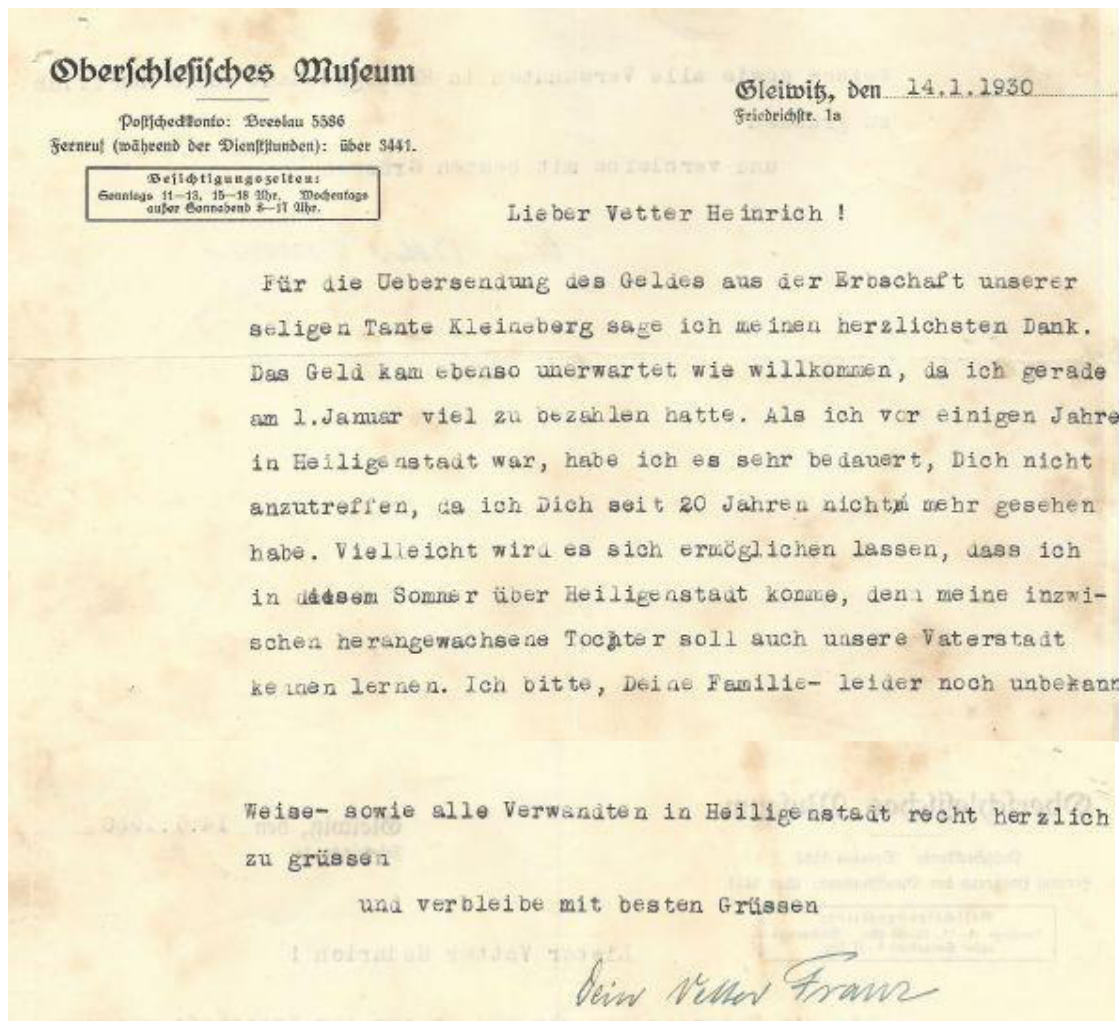 Oberschlesisches Museum
Postscheckkonto: Breslau 5586
Fernruf (während der Dienststunden): über 3441.
Besichtigungszeiten:
Sonntags 11—13, 15—18 Uhr, Wochentags
außer Sonnabend 8—17 Uhr.
Gleiwitz, den 14.1.1930
Friedrichstr. 1a
Lieber Vetter Heinrich !
Für die Uebersendung des Geldes aus der Erbschaft unserer
seligen Tante Kleineberg sage ich meinen herzlichsten Dank.
Das Geld kam ebenso unerwartet wie willkommen, da ich gerade
am 1.Januar viel zu bezahlen hatte. Als ich vor einigen Jahre
in Heiligenstadt war, habe ich es sehr bedauert, Dich nicht
anzutreffen, da ich Dich seit 20 Jahren nicht mehr gesehen
habe. Vielleicht wird es sich ermöglichen lassen, dass ich
in diesem Sommer über Heiligenstadt komme, denn meine inzwi-
schen herangewachsene Tochter soll auch unsere Vaterstadt
kennen lernen. Ich bitte, Deine Familie- leider noch unbekann
Weise- sowie alle Verwandten in Heiligenstadt recht herzlich
zu grüssen
und verbleibe mit besten Grüssen
Dein Vetter Franz